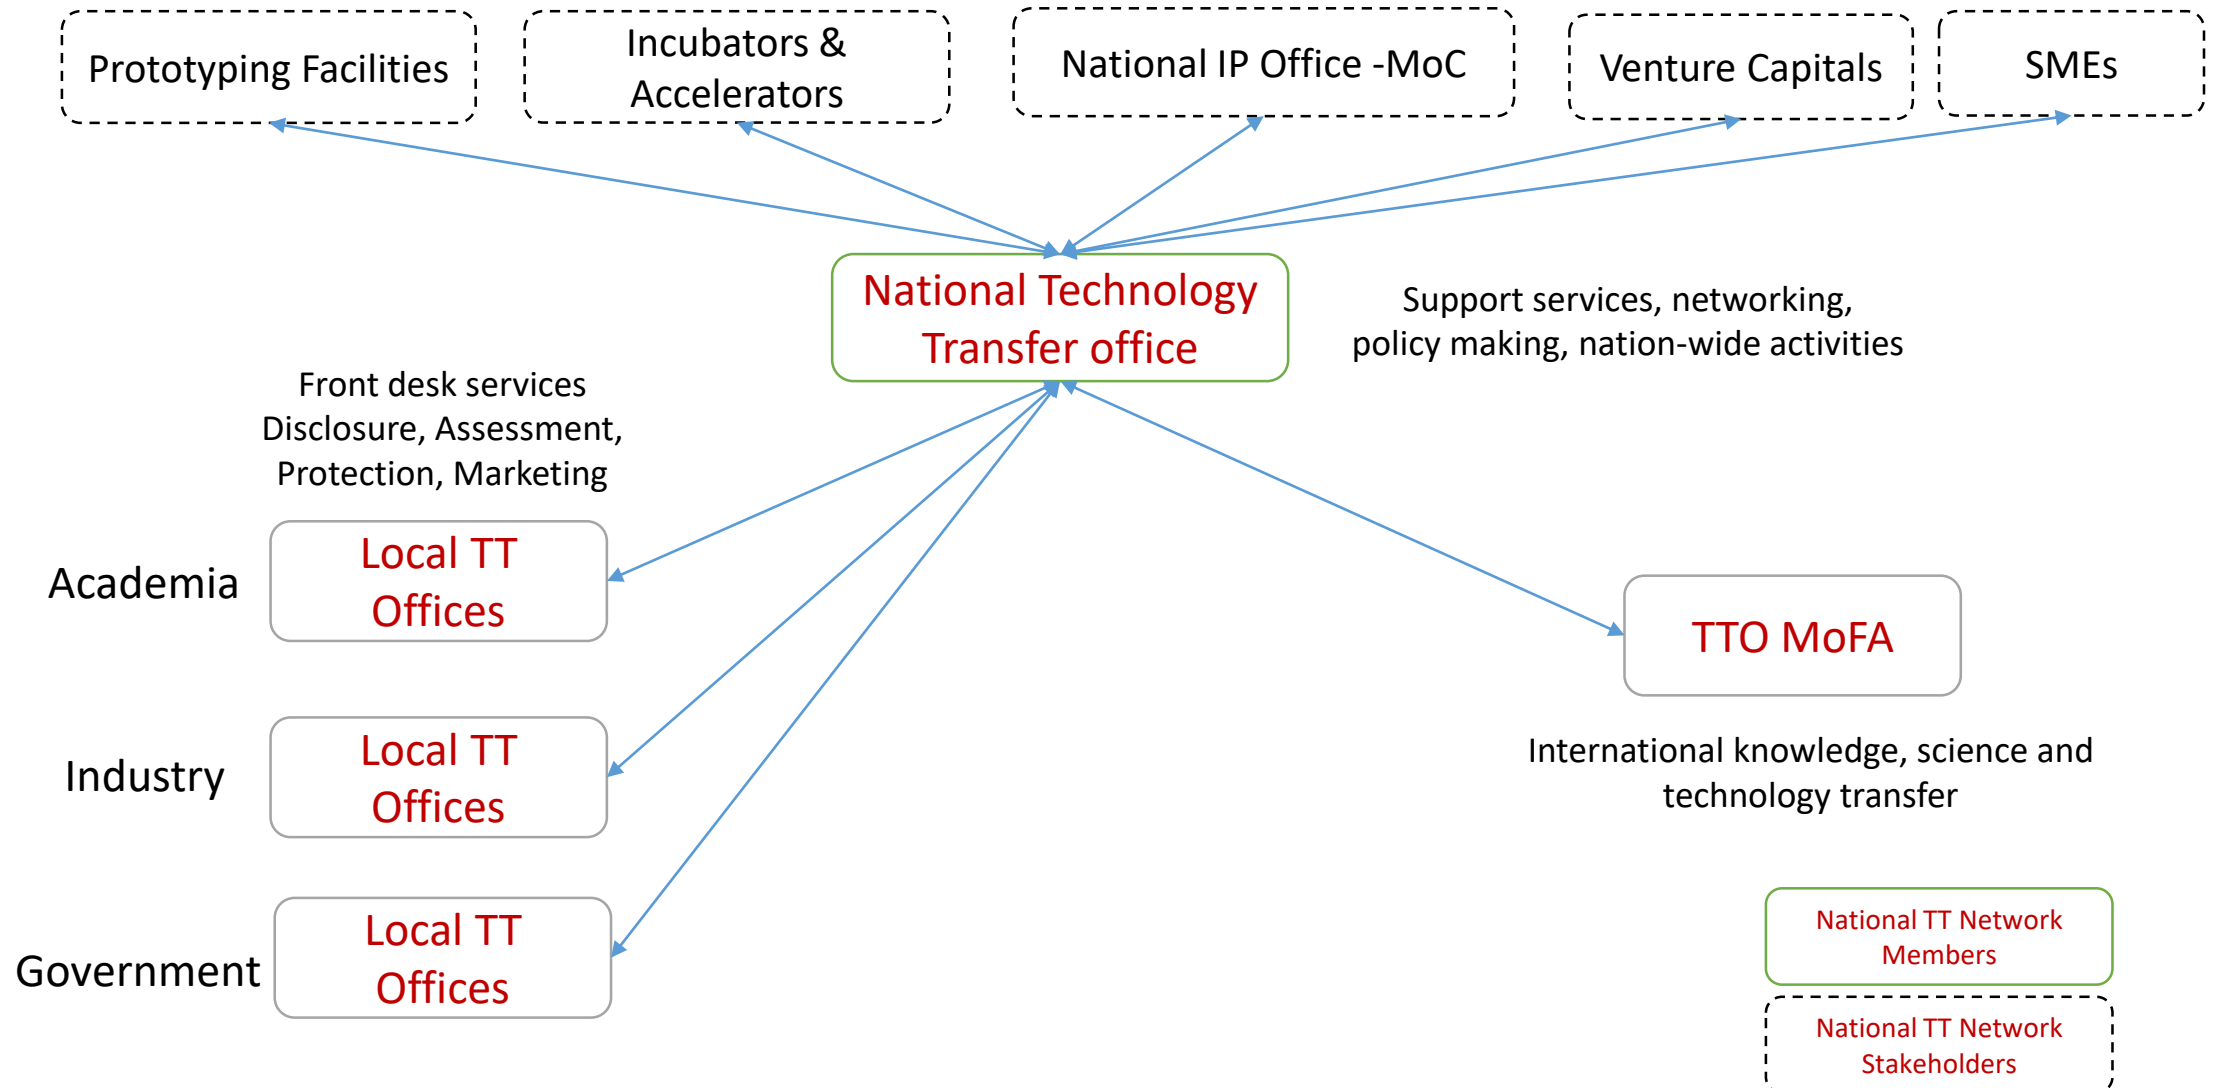 Prototyping Facilities
Incubators &
Accelerators
National IP Office -MoC
Venture Capitals
SMEs
National Technology
Transfer office
Support services, networking,
policy making, nation-wide activities
Front desk services
Disclosure, Assessment,
Protection, Marketing
Academia
Local TT
Offices
TTO MoFA
Industry
Local TT
Offices
International knowledge, science and
technology transfer
Government
Local TT
Offices
National TT Network
Members
National TT Network
Stakeholders